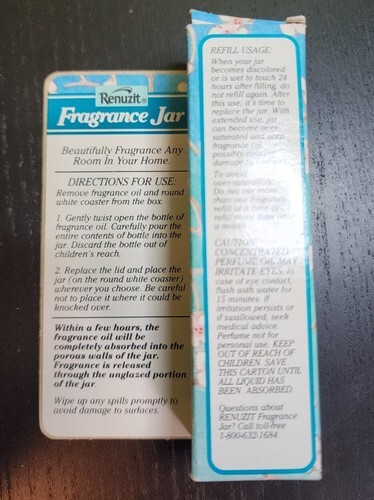 Renuzit®
Fragrance Jar
Beautifully Fragrance Any
Room In Your Home.
DIRECTIONS FOR USE:
Remove fragrance oil and round
white coaster from the box.
1. Gently twist open the bottle of
fragrance oil. Carefully pour the
entire contents of bottle into the
jar. Discard the bottle out of
children's reach.
2. Replace the lid and place the
jar (on the round white coaster)
wherever you choose. Be careful
not to place it where it could be
knocked over.
Within a few hours, the
fragrance oil will be
completely absorbed into the
porous walls of the jar.
Fragrance is released
through the unglazed portion
of the jar.
Wipe up any spills promptly to
avoid damage to surfaces.
REFILL USAGE:
When your jar
becomes discolored
or is wet to touch 24
hours after filling, do
not refill again. After
this use, it's time to
replace the jar. With
extended use, jar
can become over-
saturated and seep
fragrance oil,
possibly
damage
To avoid
over-saturation:
Do not use more
than one fragrance
refill at a time or 1
refill more than once
a month.
CAUTION:
CONCENTRATED
PERFUME OIL MAY
IRRITATE EYES. In
case of eye contact,
flush with water for
15 minutes. If
irritation persists or
if swallowed, seek
medical advice.
Perfume not for
personal use. KEEP
OUT OF REACH OF
CHILDREN. SAVE
THIS CARTON UNTIL
ALL LIQUID HAS
BEEN ABSORBED.
Questions about
RENUZIT Fragrance
Jar? Call toll-free
1-800-632-1684.